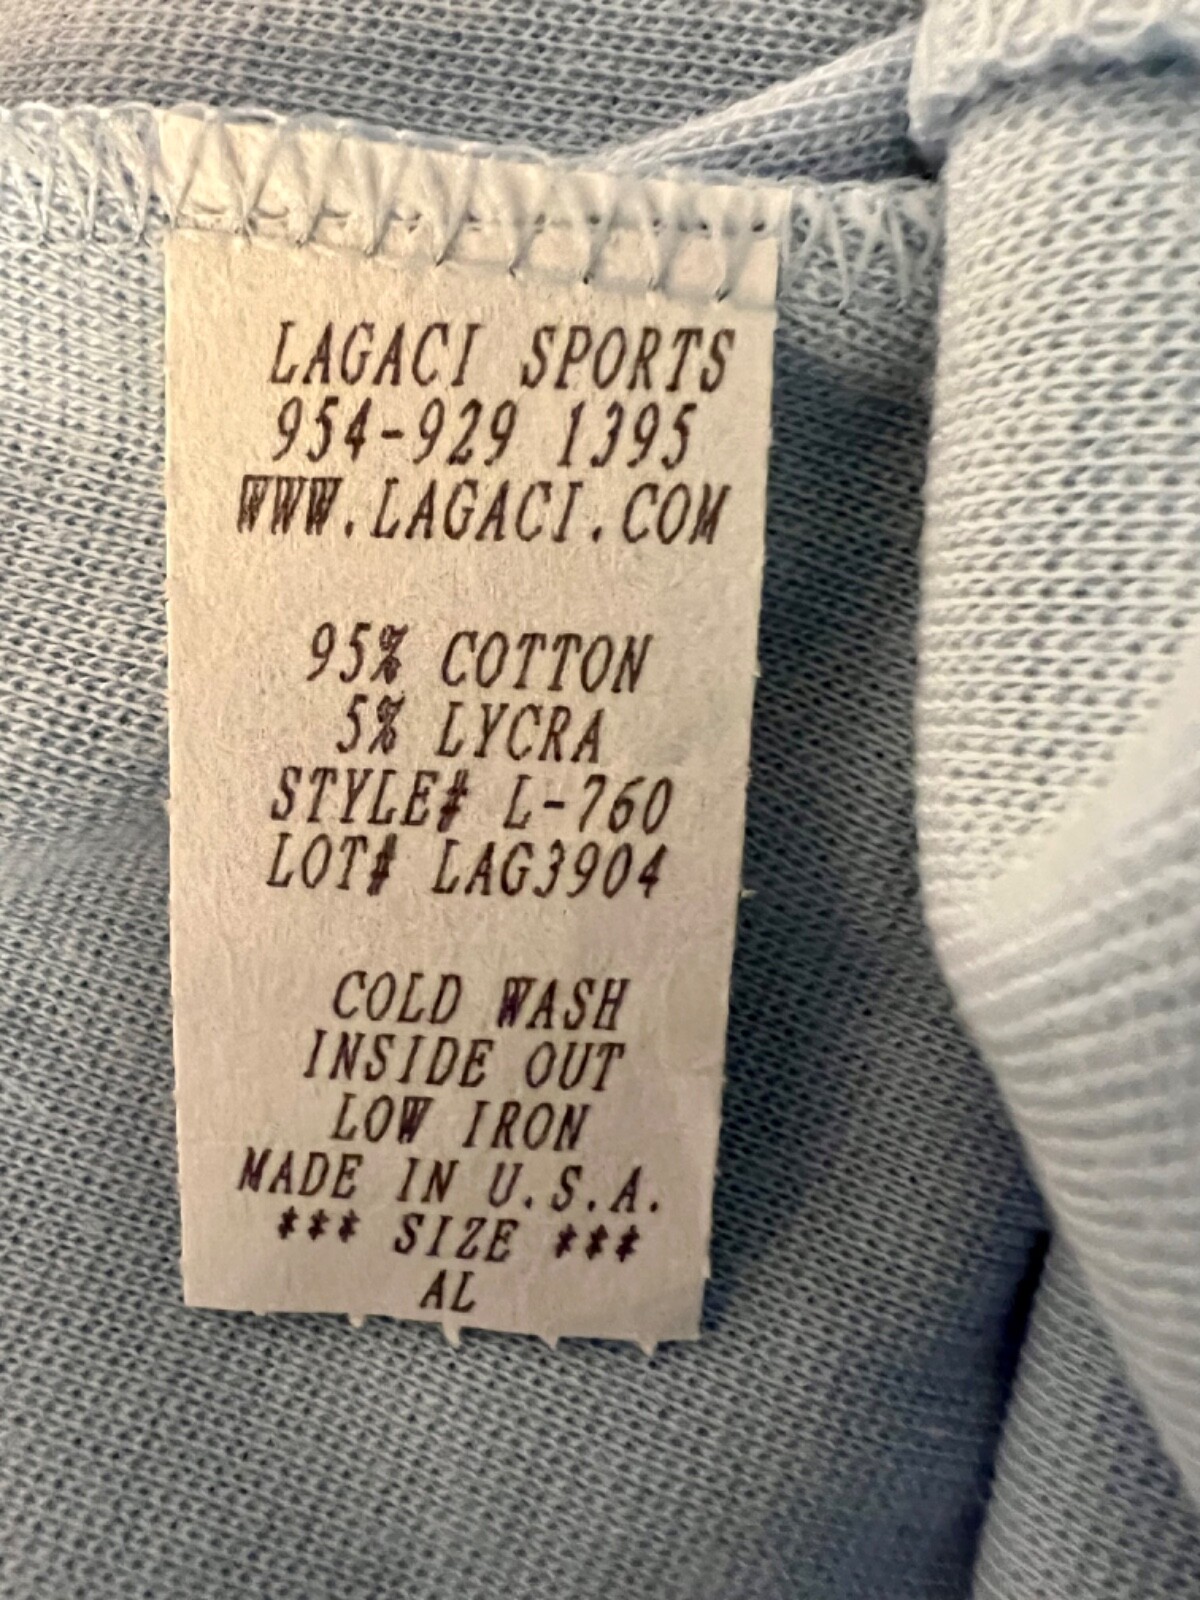 LAGACI SPORTS
954-929 1395
WWW.LAGACI.COM
95% COTTON
5% LYCRA
STYLE# L-760
LOT# LAG3904
COLD WASH
INSIDE OUT
LOW IRON
MADE IN U.S.A.
*** SIZE ***
AL